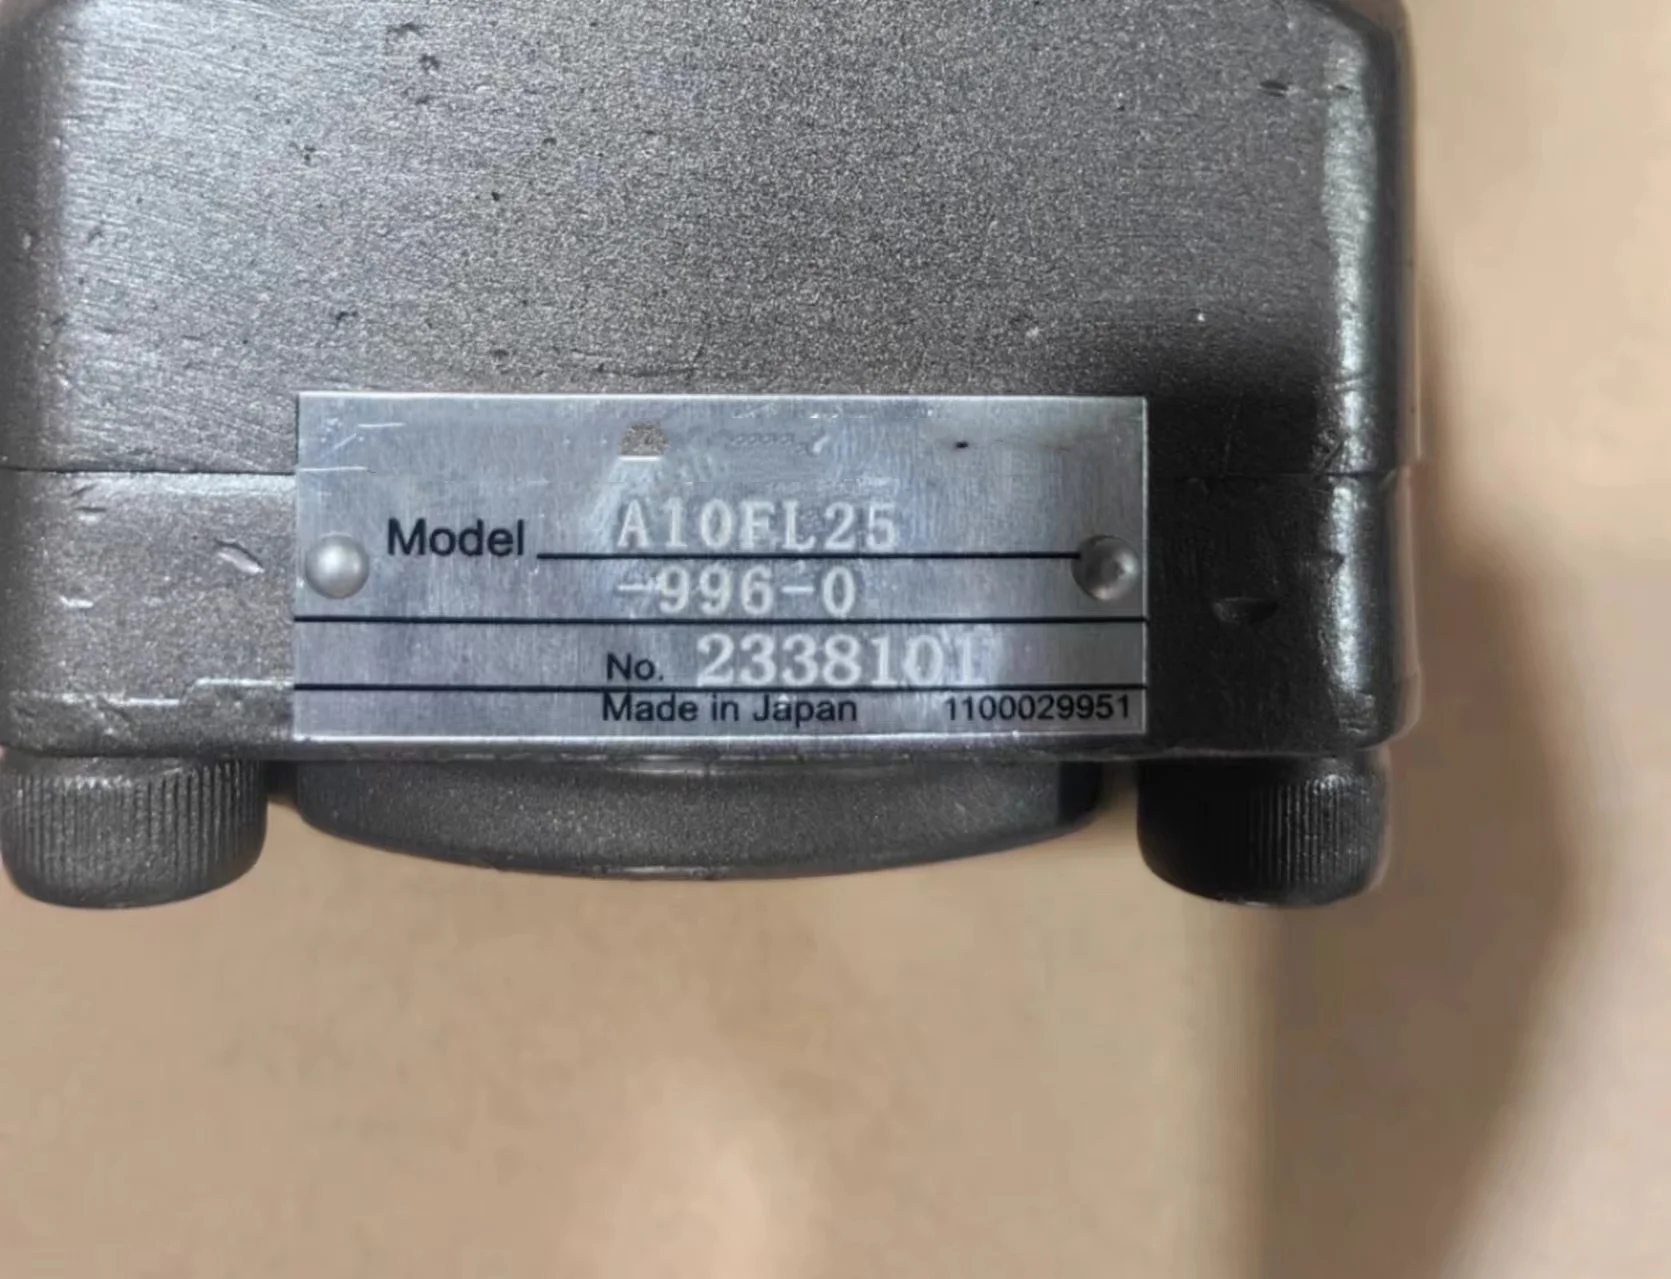 Model A10FL25
-996-0
No. 2338101
Made in Japan 1100029951